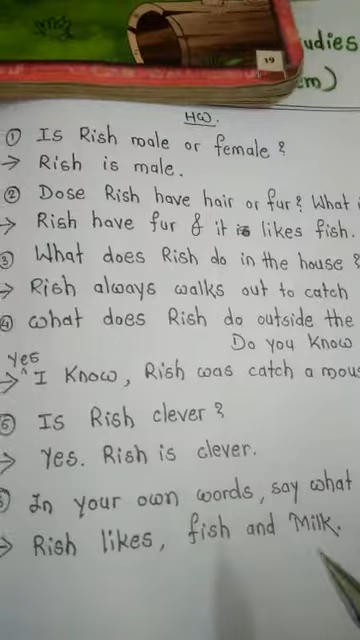 19
udies
em)
HW.
① Is Rish male or female ?
→ Rish is male.
② Dose Rish have hair or fur? What
→ Rish have fur & it is likes fish.
③ What does Rish do in the house ?
→ Rish always walks out to catch
④ what does Rish do outside the
Do you know
yes
→ ^ I know, Rish was catch a mous
⑤ Is Rish clever ?
→ Yes. Rish is clever.
In your own words, say what
→ Rish likes, fish and Milk.